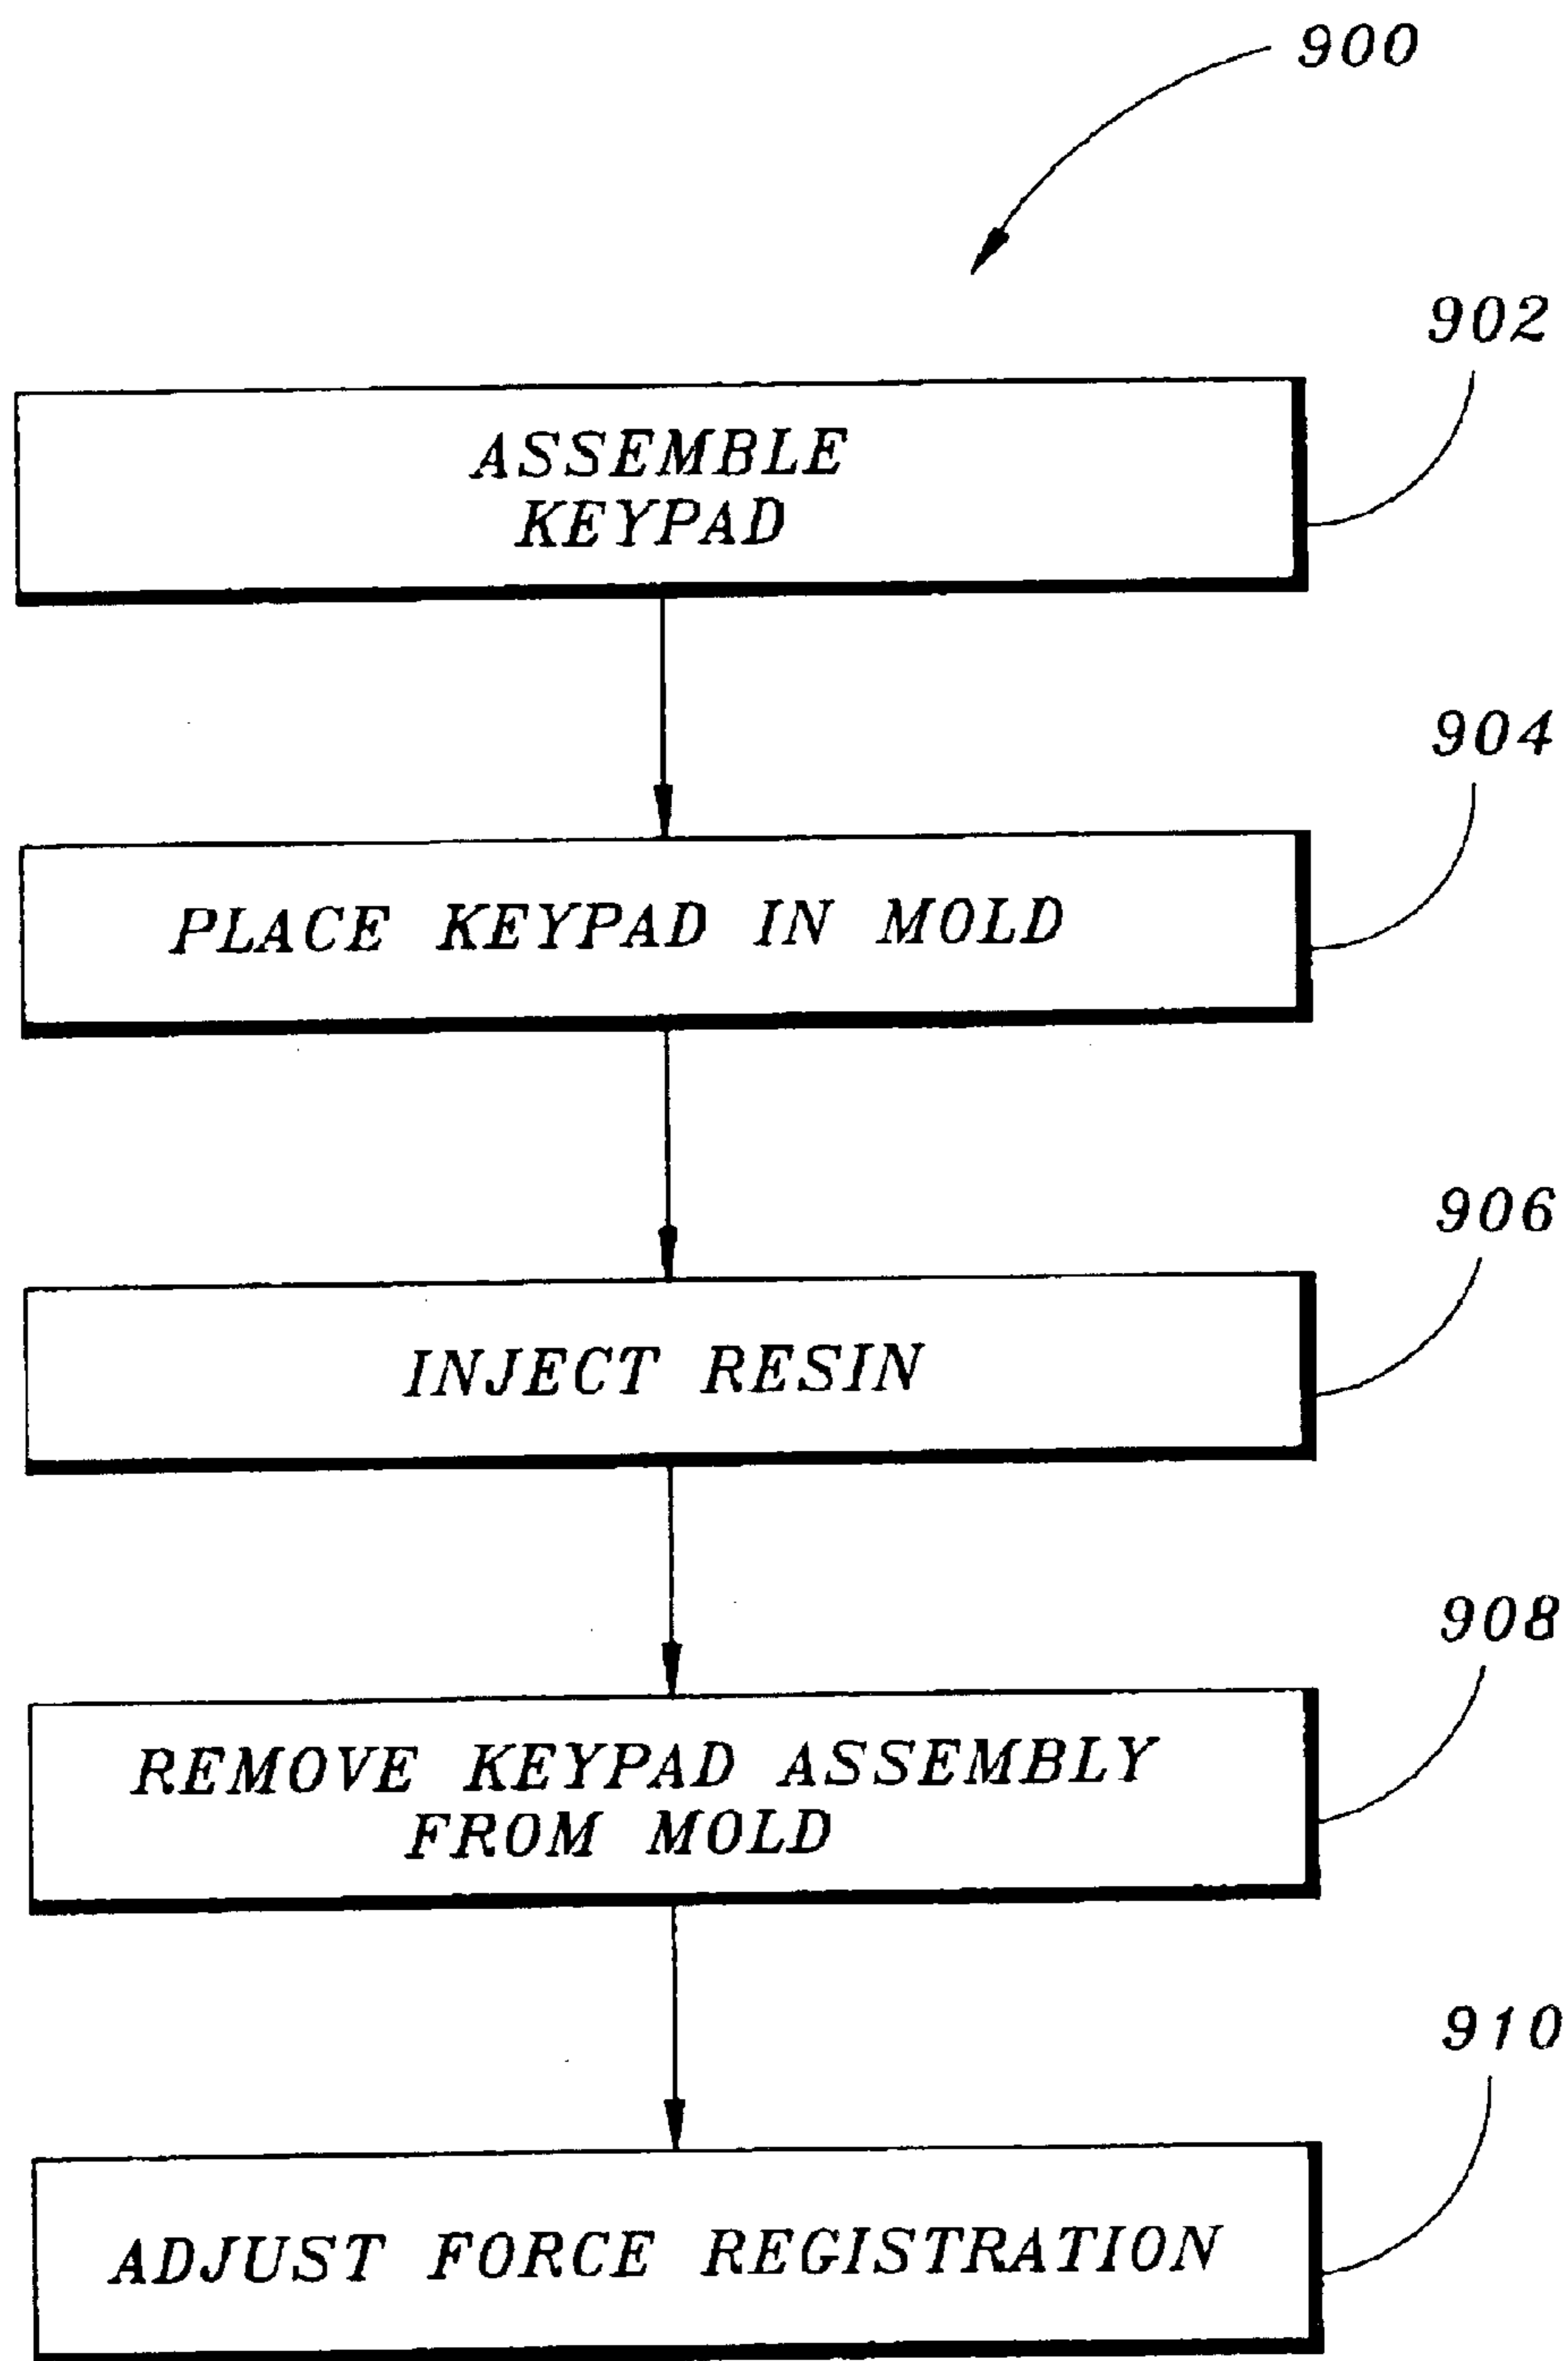 900
902
ASSEMBLE
KEYPAD
904
PLACE KEYPAD IN MOLD
906
INJECT RESIN
908
REMOVE KEYPAD ASSEMBLY
FROM MOLD
910
ADJUST FORCE REGISTRATION